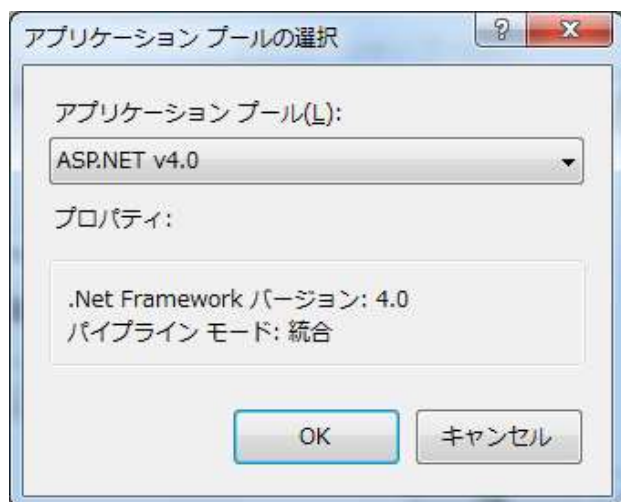 アプリケーション プールの選択
アプリケーション プール(L):
ASP.NET v4.0
プロパティ:
.Net Framework バージョン: 4.0
パイプライン モード: 統合
OK
キャンセル